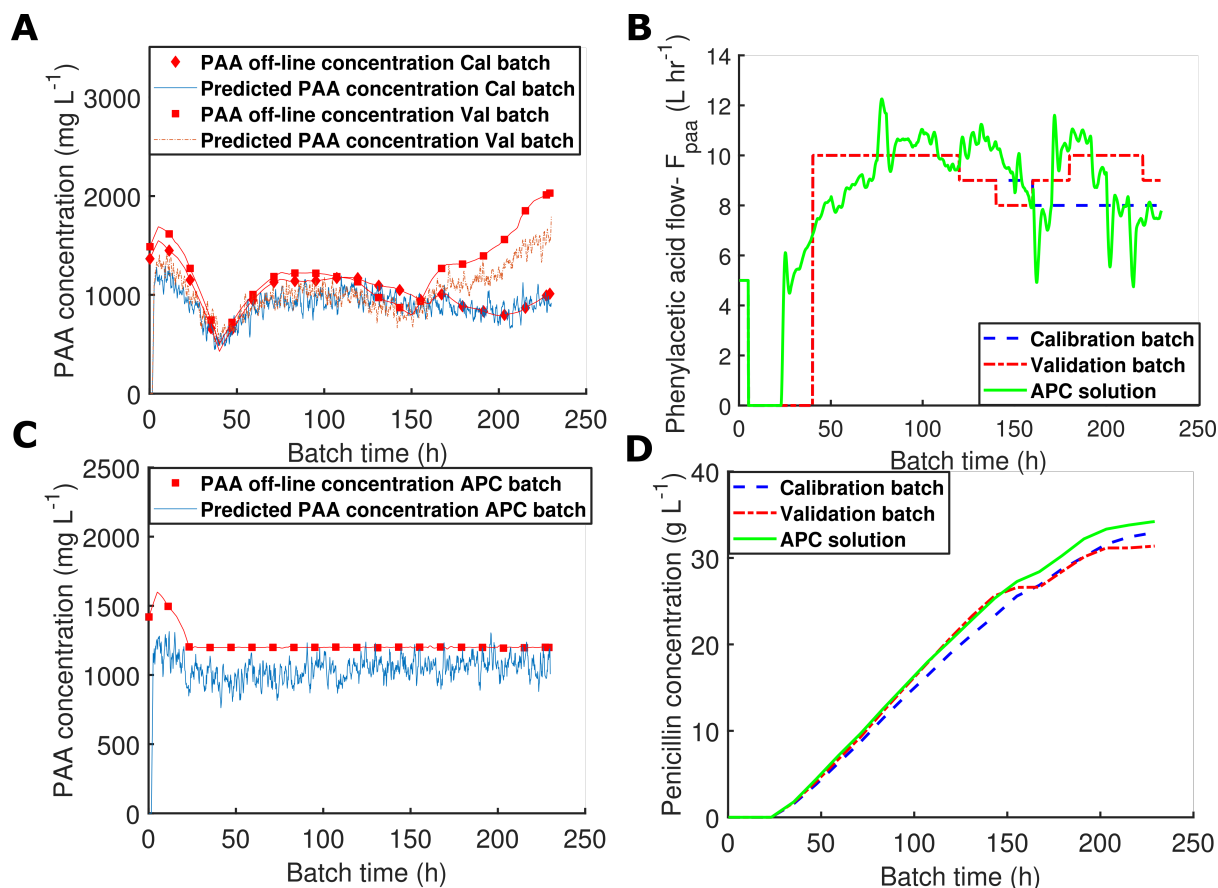 A
PAA concentration (mg L⁻¹)
3000
2000
1000
0
PAA off-line concentration Cal batch
Predicted PAA concentration Cal batch
PAA off-line concentration Val batch
Predicted PAA concentration Val batch
0 50 100 150 200 250
Batch time (h)
B
Phenylacetic acid flow- F_paa (L hr⁻¹)
14
12
10
8
6
4
2
0
Calibration batch
Validation batch
APC solution
0 50 100 150 200 250
Batch time (h)
C
PAA concentration (mg L⁻¹)
2500
2000
1500
1000
500
0
PAA off-line concentration APC batch
Predicted PAA concentration APC batch
0 50 100 150 200 250
Batch time (h)
D
Penicillin concentration (g L⁻¹)
40
30
20
10
0
Calibration batch
Validation batch
APC solution
0 50 100 150 200 250
Batch time (h)